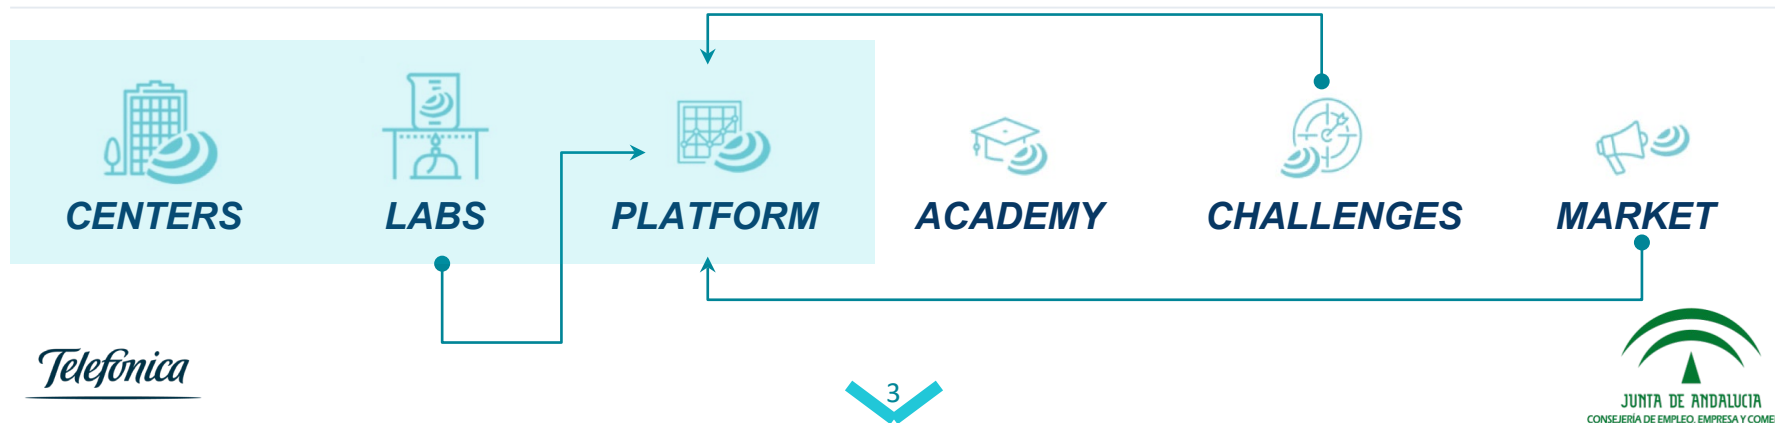 CENTERS LABS PLATFORM ACADEMY CHALLENGES MARKET
Telefónica
3
JUNTA DE ANDALUCIA
CONSEJERÍA DE EMPLEO, EMPRESA Y COME